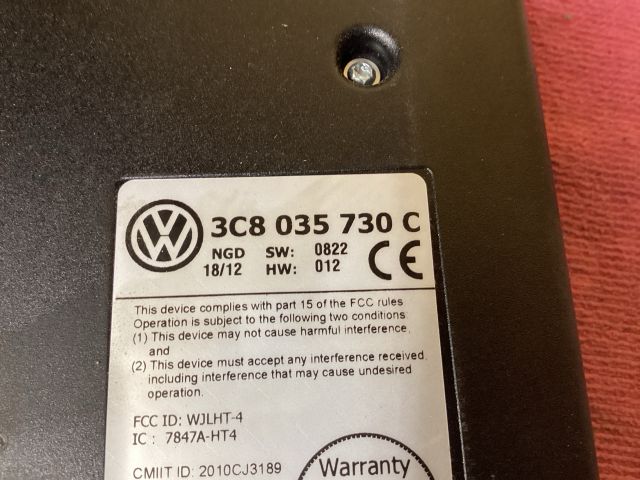 3C8 035 730 C
NGD SW: 0822
18/12 HW: 012
CE
This device complies with part 15 of the FCC rules
Operation is subject to the following two conditions:
(1) This device may not cause harmful interference,
and
(2) This device must accept any interference received,
including interference that may cause undesired
operation.
FCC ID: WJLHT-4
IC : 7847A-HT4
CMIIT ID: 2010CJ3189
Warranty